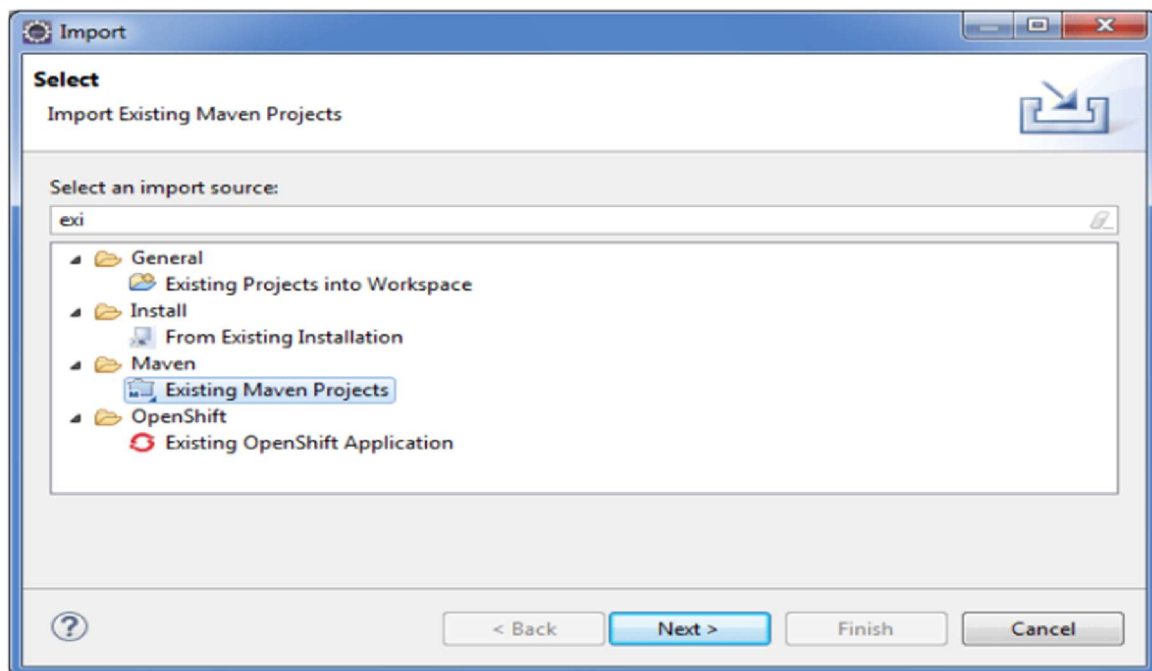 Import
Select
Import Existing Maven Projects
Select an import source:
exi
General
Existing Projects into Workspace
Install
From Existing Installation
Maven
Existing Maven Projects
OpenShift
Existing OpenShift Application
? < Back Next > Finish Cancel